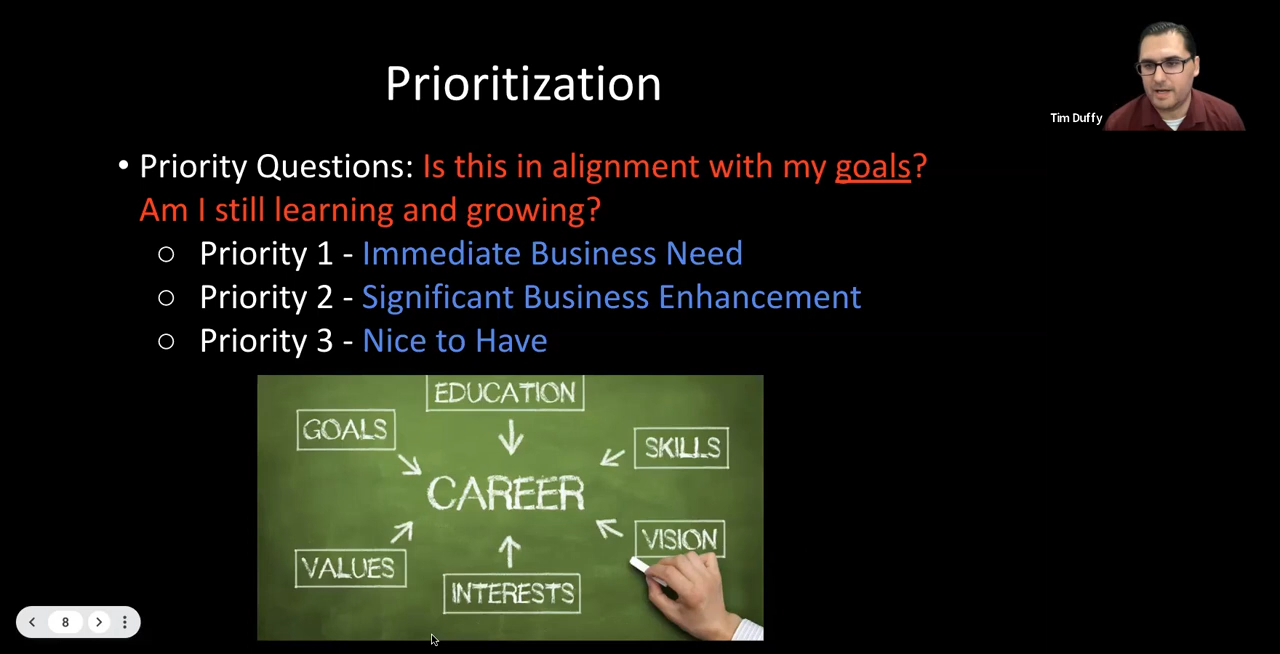 Prioritization
Tim Duffy
• Priority Questions: Is this in alignment with my goals?
Am I still learning and growing?
○ Priority 1 - Immediate Business Need
○ Priority 2 - Significant Business Enhancement
○ Priority 3 - Nice to Have
EDUCATION
GOALS
SKILLS
CAREER
VISION
VALUES
INTERESTS
8